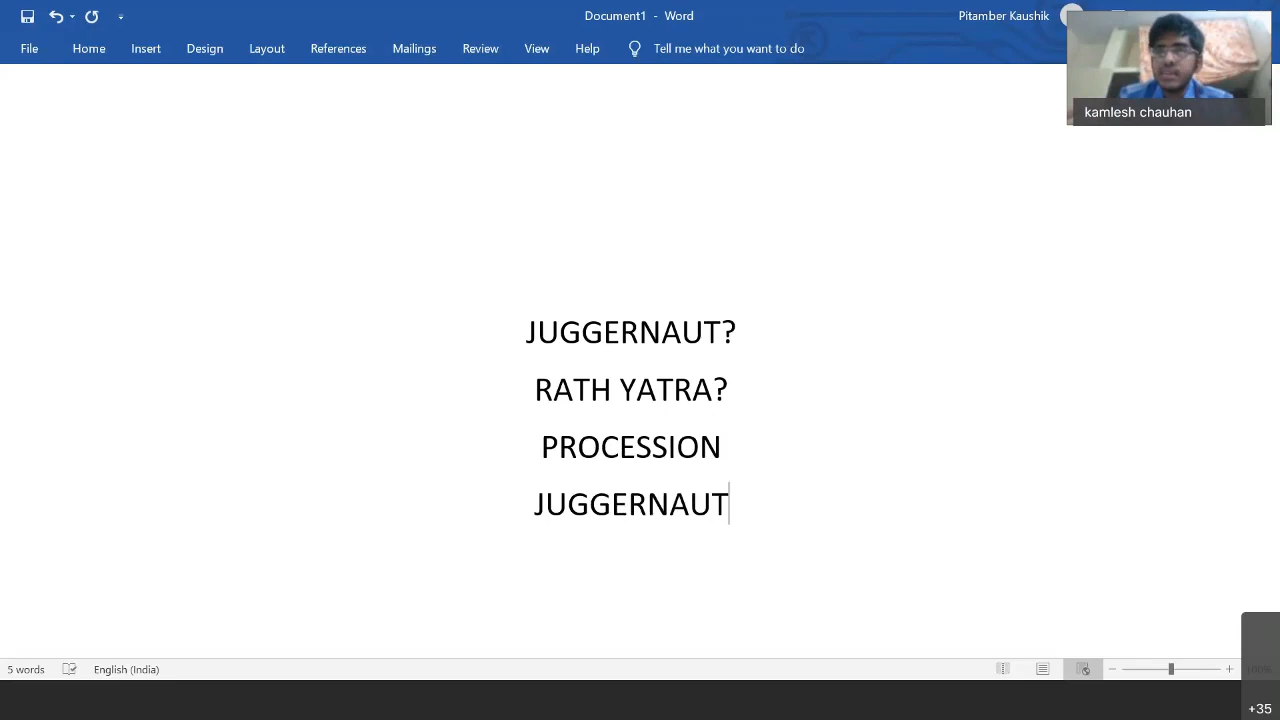 Document1 - Word
Pitamber Kaushik
File Home Insert Design Layout References Mailings Review View Help Tell me what you want to do
kamlesh chauhan
JUGGERNAUT?
RATH YATRA?
PROCESSION
JUGGERNAUT
5 words English (India)
+35